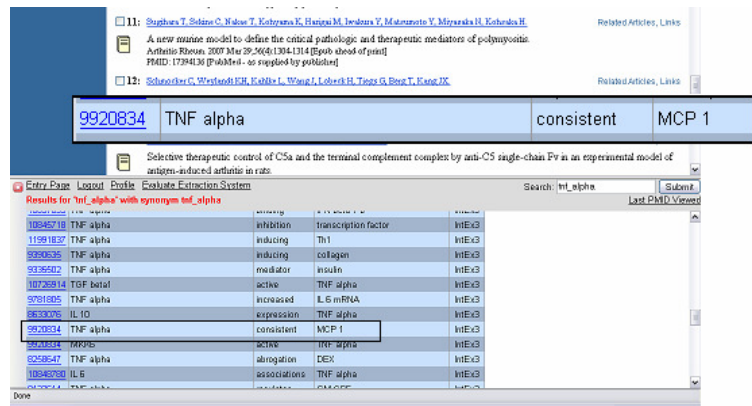 11: Sugihara T, Sekine C, Nakae T, Kohyama K, Harigai M, Iwakura Y, Matsumoto Y, Miyasaka N, Kohsaka H. Related Articles, Links
A new murine model to define the critical pathologic and therapeutic mediators of polymyositis.
Arthritis Rheum. 2007 Mar 29;56(4):1304-1314 [Epub ahead of print]
PMID: 17394136 [PubMed - as supplied by publisher]
12: Schmocker C, Weylandt KH, Kahlke L, Wang J, Lobeck H, Tiegs G, Berg T, Kang JX. Related Articles, Links
9920834 TNF alpha consistent MCP 1
Selective therapeutic control of C5a and the terminal complement complex by anti-C5 single-chain Fv in an experimental model of
antigen-induced arthritis in rats.
Entry Page Logout Profile Evaluate Extraction System Search: tnf_alpha Submit
Results for "tnf_alpha" with synonym tnf_alpha Last PMID Viewed
10845718 TNF alpha inhibition transcription factor IntEx3
11991837 TNF alpha inducing Th1 IntEx3
9390635 TNF alpha inducing collagen IntEx3
9335502 TNF alpha mediator insulin IntEx3
10726914 TGF beta1 active TNF alpha IntEx3
9781805 TNF alpha increased IL 6 mRNA IntEx3
8633076 IL 10 expression TNF alpha IntEx3
9920834 TNF alpha consistent MCP 1 IntEx3
9920834 MKK6 active TNF alpha IntEx3
8258647 TNF alpha abrogation DEX IntEx3
10848780 IL 6 associations TNF alpha IntEx3
Done